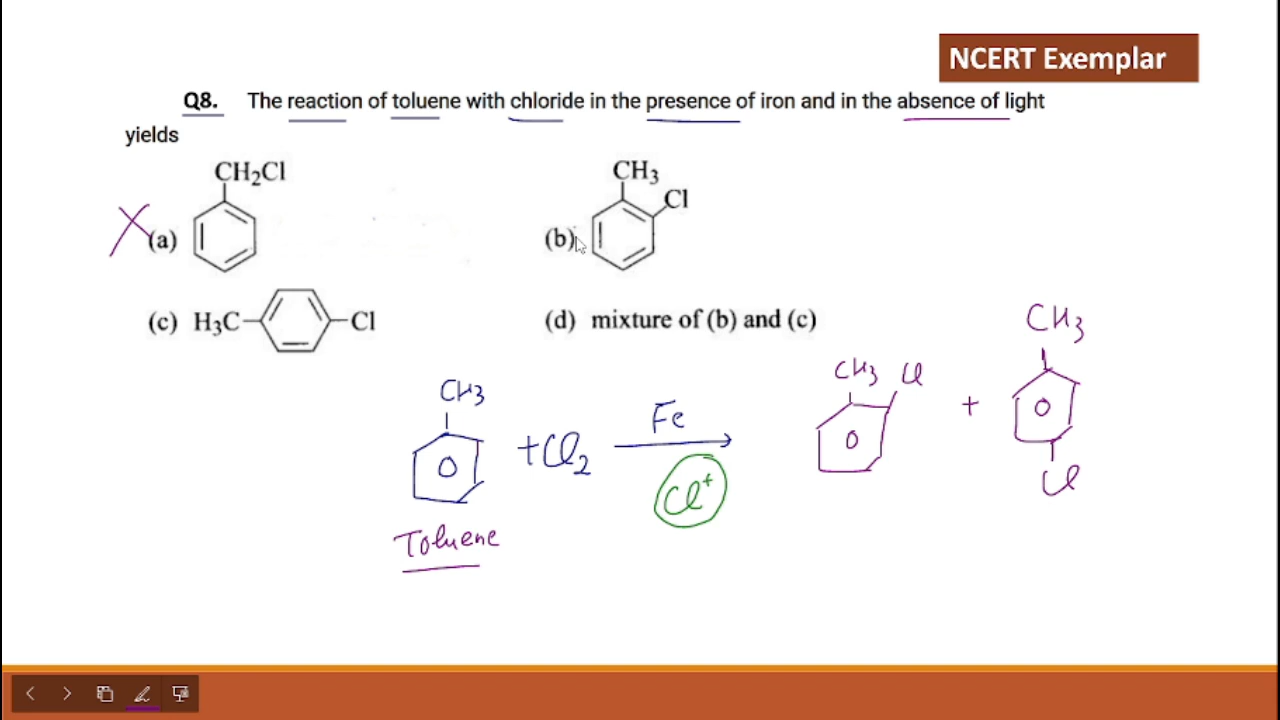 NCERT Exemplar
Q8. The reaction of toluene with chloride in the presence of iron and in the absence of light
yields
CH₂Cl
(a)
CH₃
Cl
(b)
(c) H₃C Cl
(d) mixture of (b) and (c)
CH₃
+Cl₂
Fe
Cl⁺
Toluene
CH₃ Cl
+
CH₃
Cl